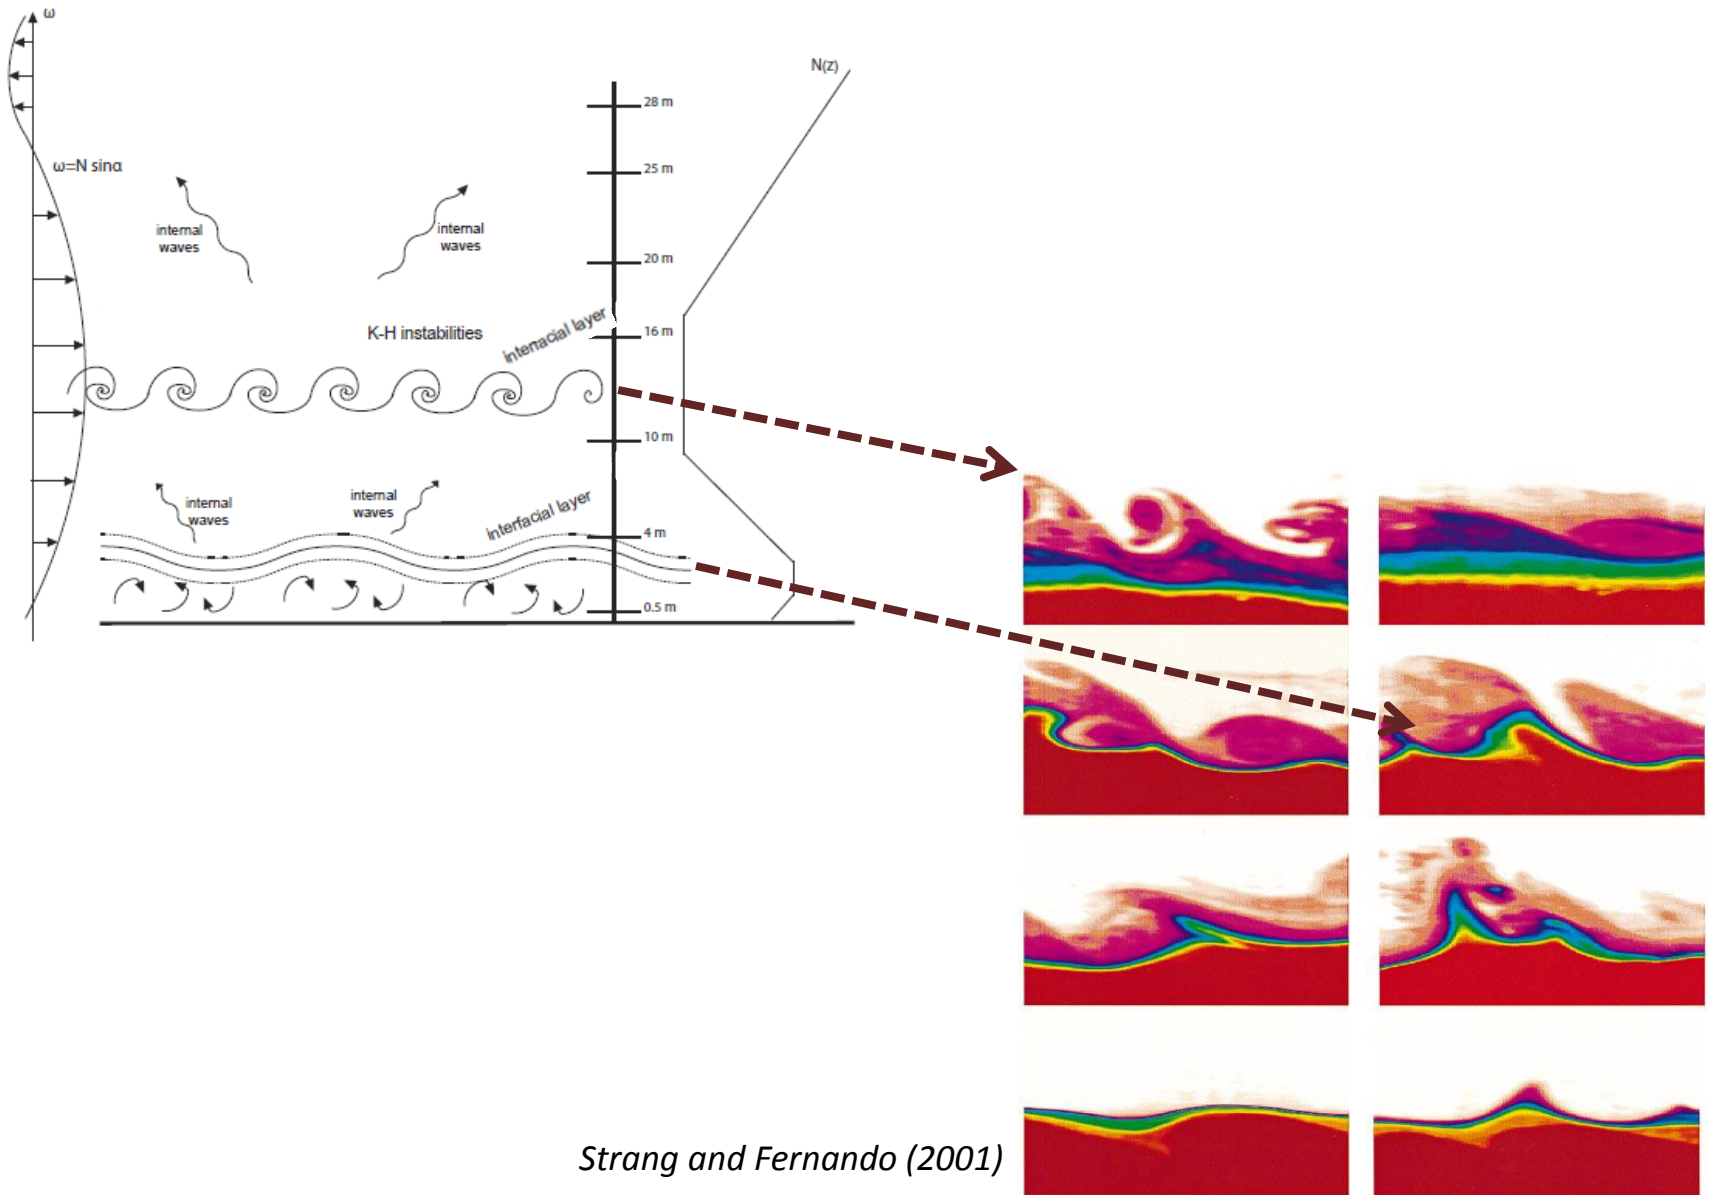 ω
N(z)
28 m
ω=N sinα
25 m
internal
waves
internal
waves
20 m
K-H instabilities
interfacial layer
16 m
10 m
internal
waves
internal
waves
interfacial layer
4 m
0.5 m
Strang and Fernando (2001)